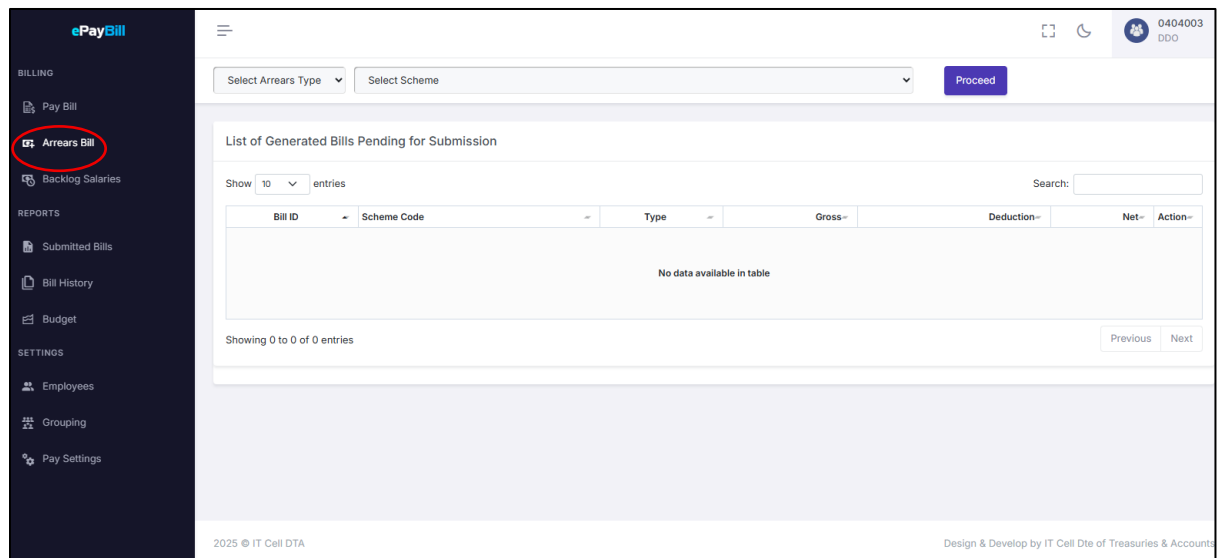 ePayBill
0404003
DDO
BILLING
Select Arrears Type
Select Scheme
Proceed
Pay Bill
Arrears Bill
List of Generated Bills Pending for Submission
Backlog Salaries
Show 10 entries
Search:
REPORTS
Bill ID Scheme Code Type Gross Deduction Net Action
Submitted Bills
No data available in table
Bill History
Budget
Showing 0 to 0 of 0 entries
Previous Next
SETTINGS
Employees
Grouping
Pay Settings
2025 © IT Cell DTA
Design & Develop by IT Cell Dte of Treasuries & Accounts